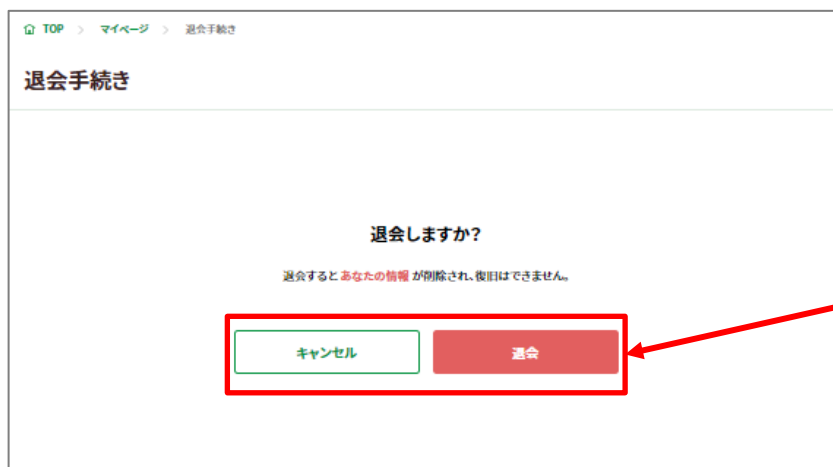 TOP > マイページ > 退会手続き
退会手続き
退会しますか?
退会すると あなたの情報 が削除され、復旧はできません。
キャンセル 退会